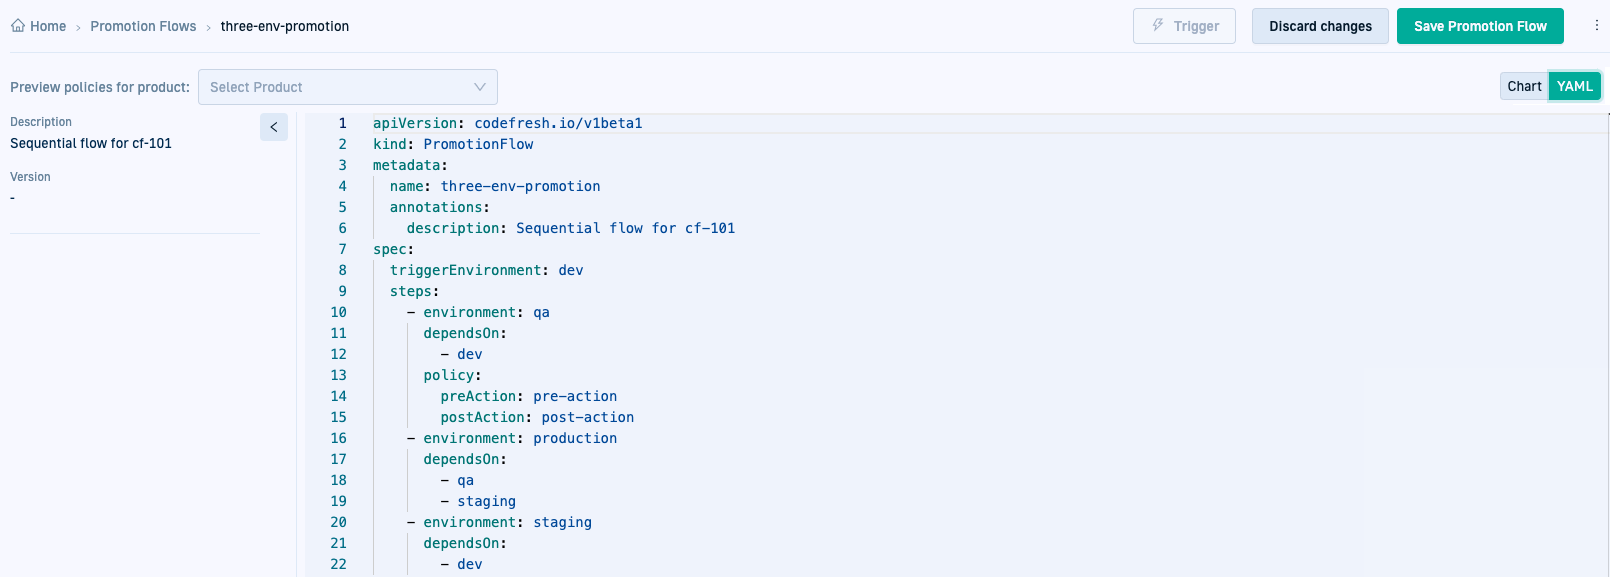 Home > Promotion Flows > three-env-promotion
Trigger
Discard changes
Save Promotion Flow
Preview policies for product: Select Product
Chart YAML
Description
Sequential flow for cf-101
Version
-
1 apiVersion: codefresh.io/v1beta1
2 kind: PromotionFlow
3 metadata:
4   name: three-env-promotion
5   annotations:
6     description: Sequential flow for cf-101
7 spec:
8   triggerEnvironment: dev
9   steps:
10     - environment: qa
11       dependsOn:
12         - dev
13       policy:
14         preAction: pre-action
15         postAction: post-action
16     - environment: production
17       dependsOn:
18         - qa
19         - staging
20     - environment: staging
21       dependsOn:
22         - dev